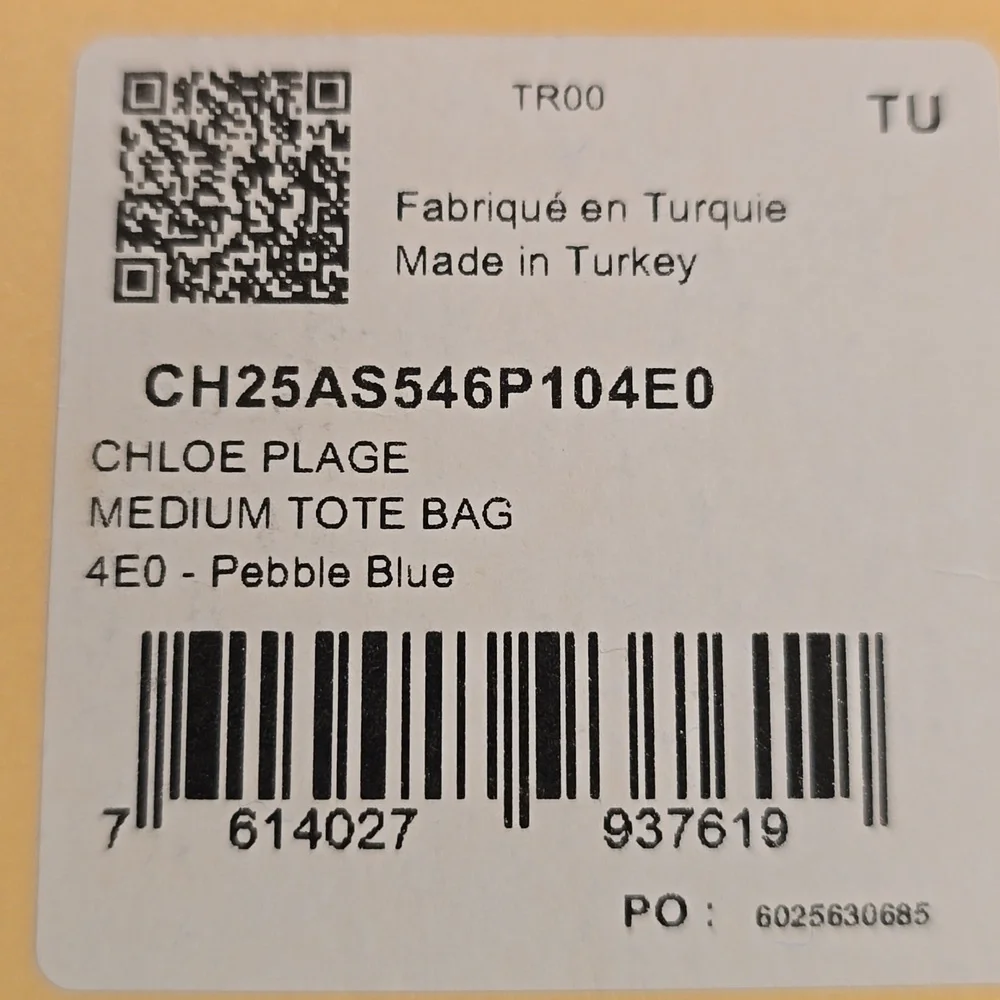 TR00
TU
Fabriqué en Turquie
Made in Turkey
CH25AS546P104E0
CHLOE PLAGE
MEDIUM TOTE BAG
4E0 - Pebble Blue
7 614027 937619
PO : 6025630685